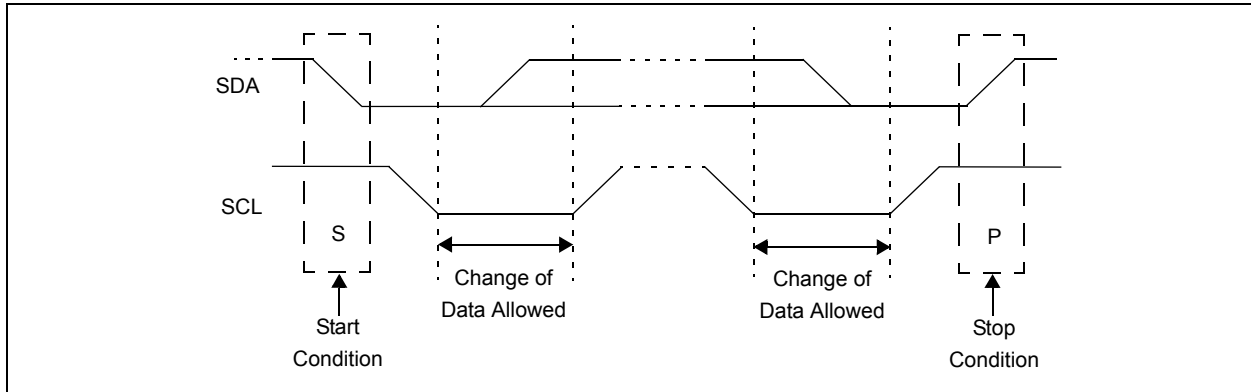 SDA
SCL
S
P
Change of
Data Allowed
Change of
Data Allowed
Start
Condition
Stop
Condition